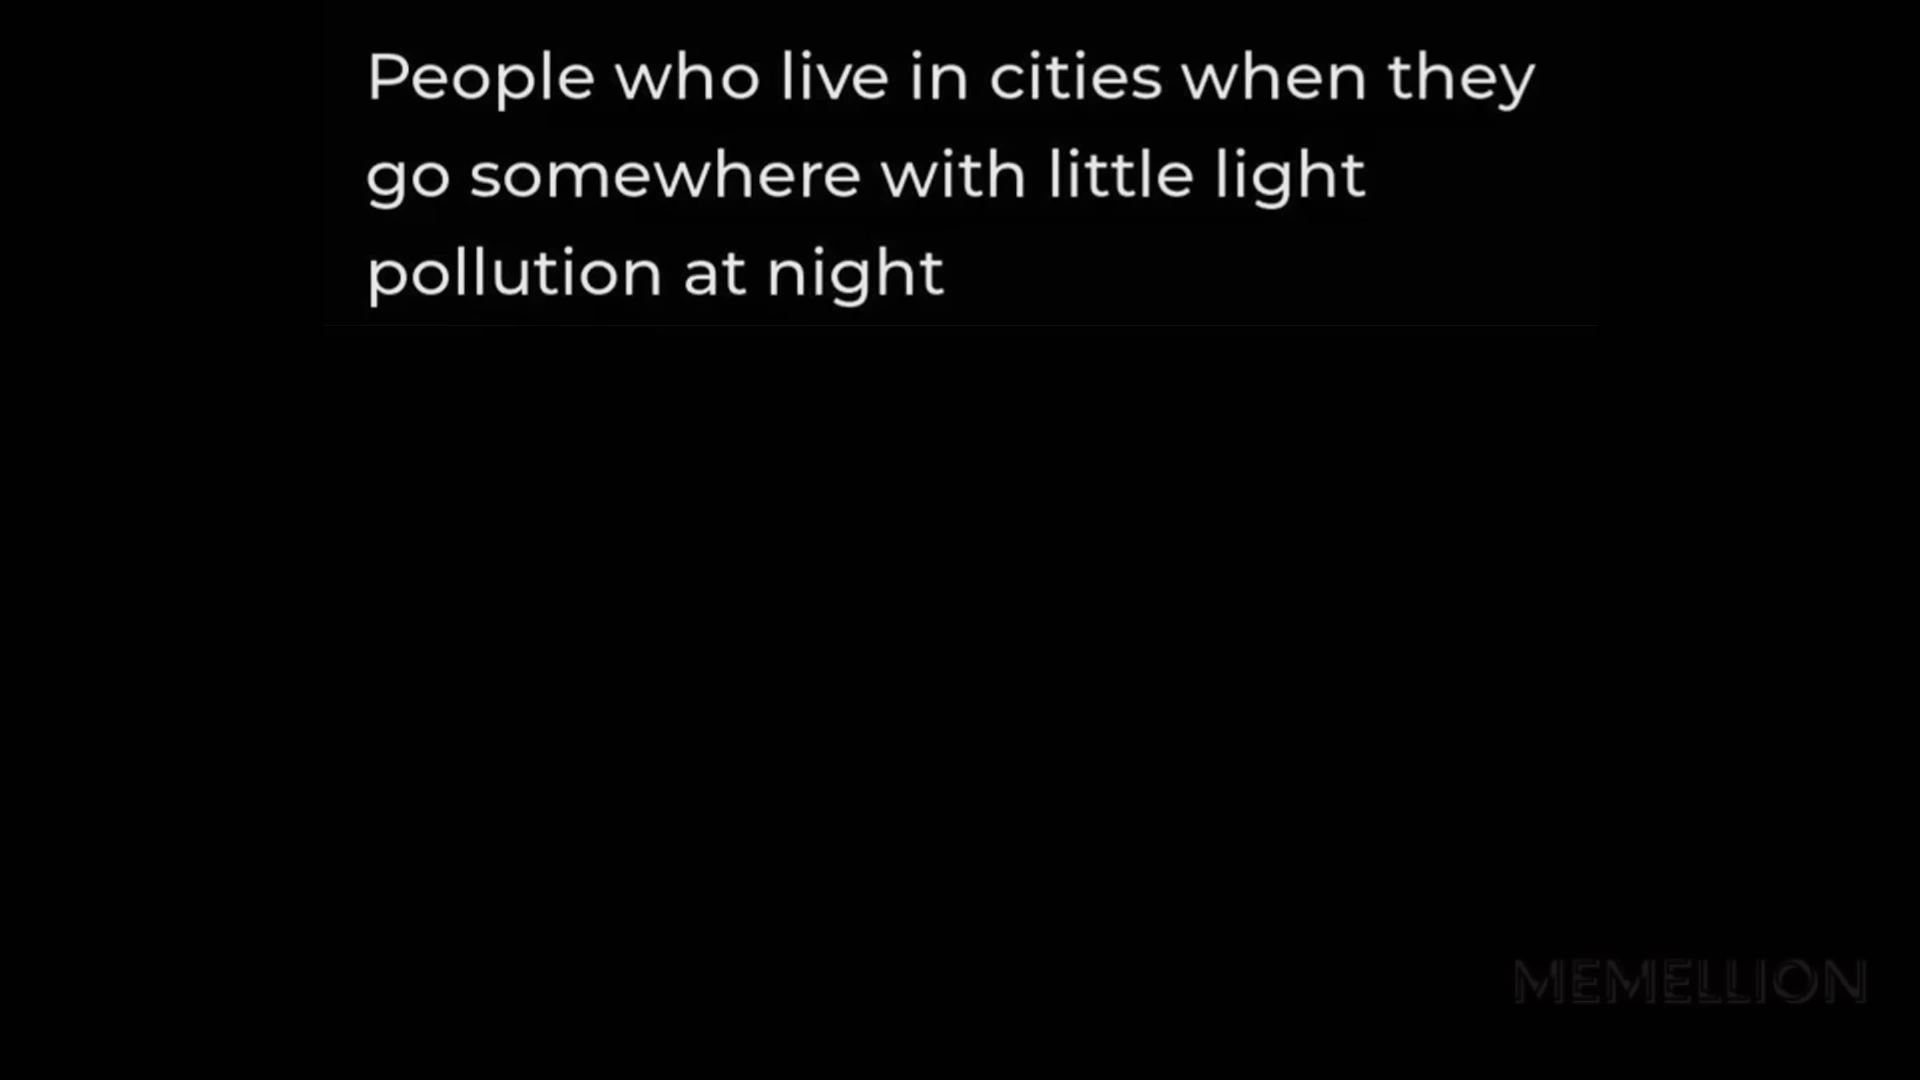 People who live in cities when they
go somewhere with little light
pollution at night
MEMELLION